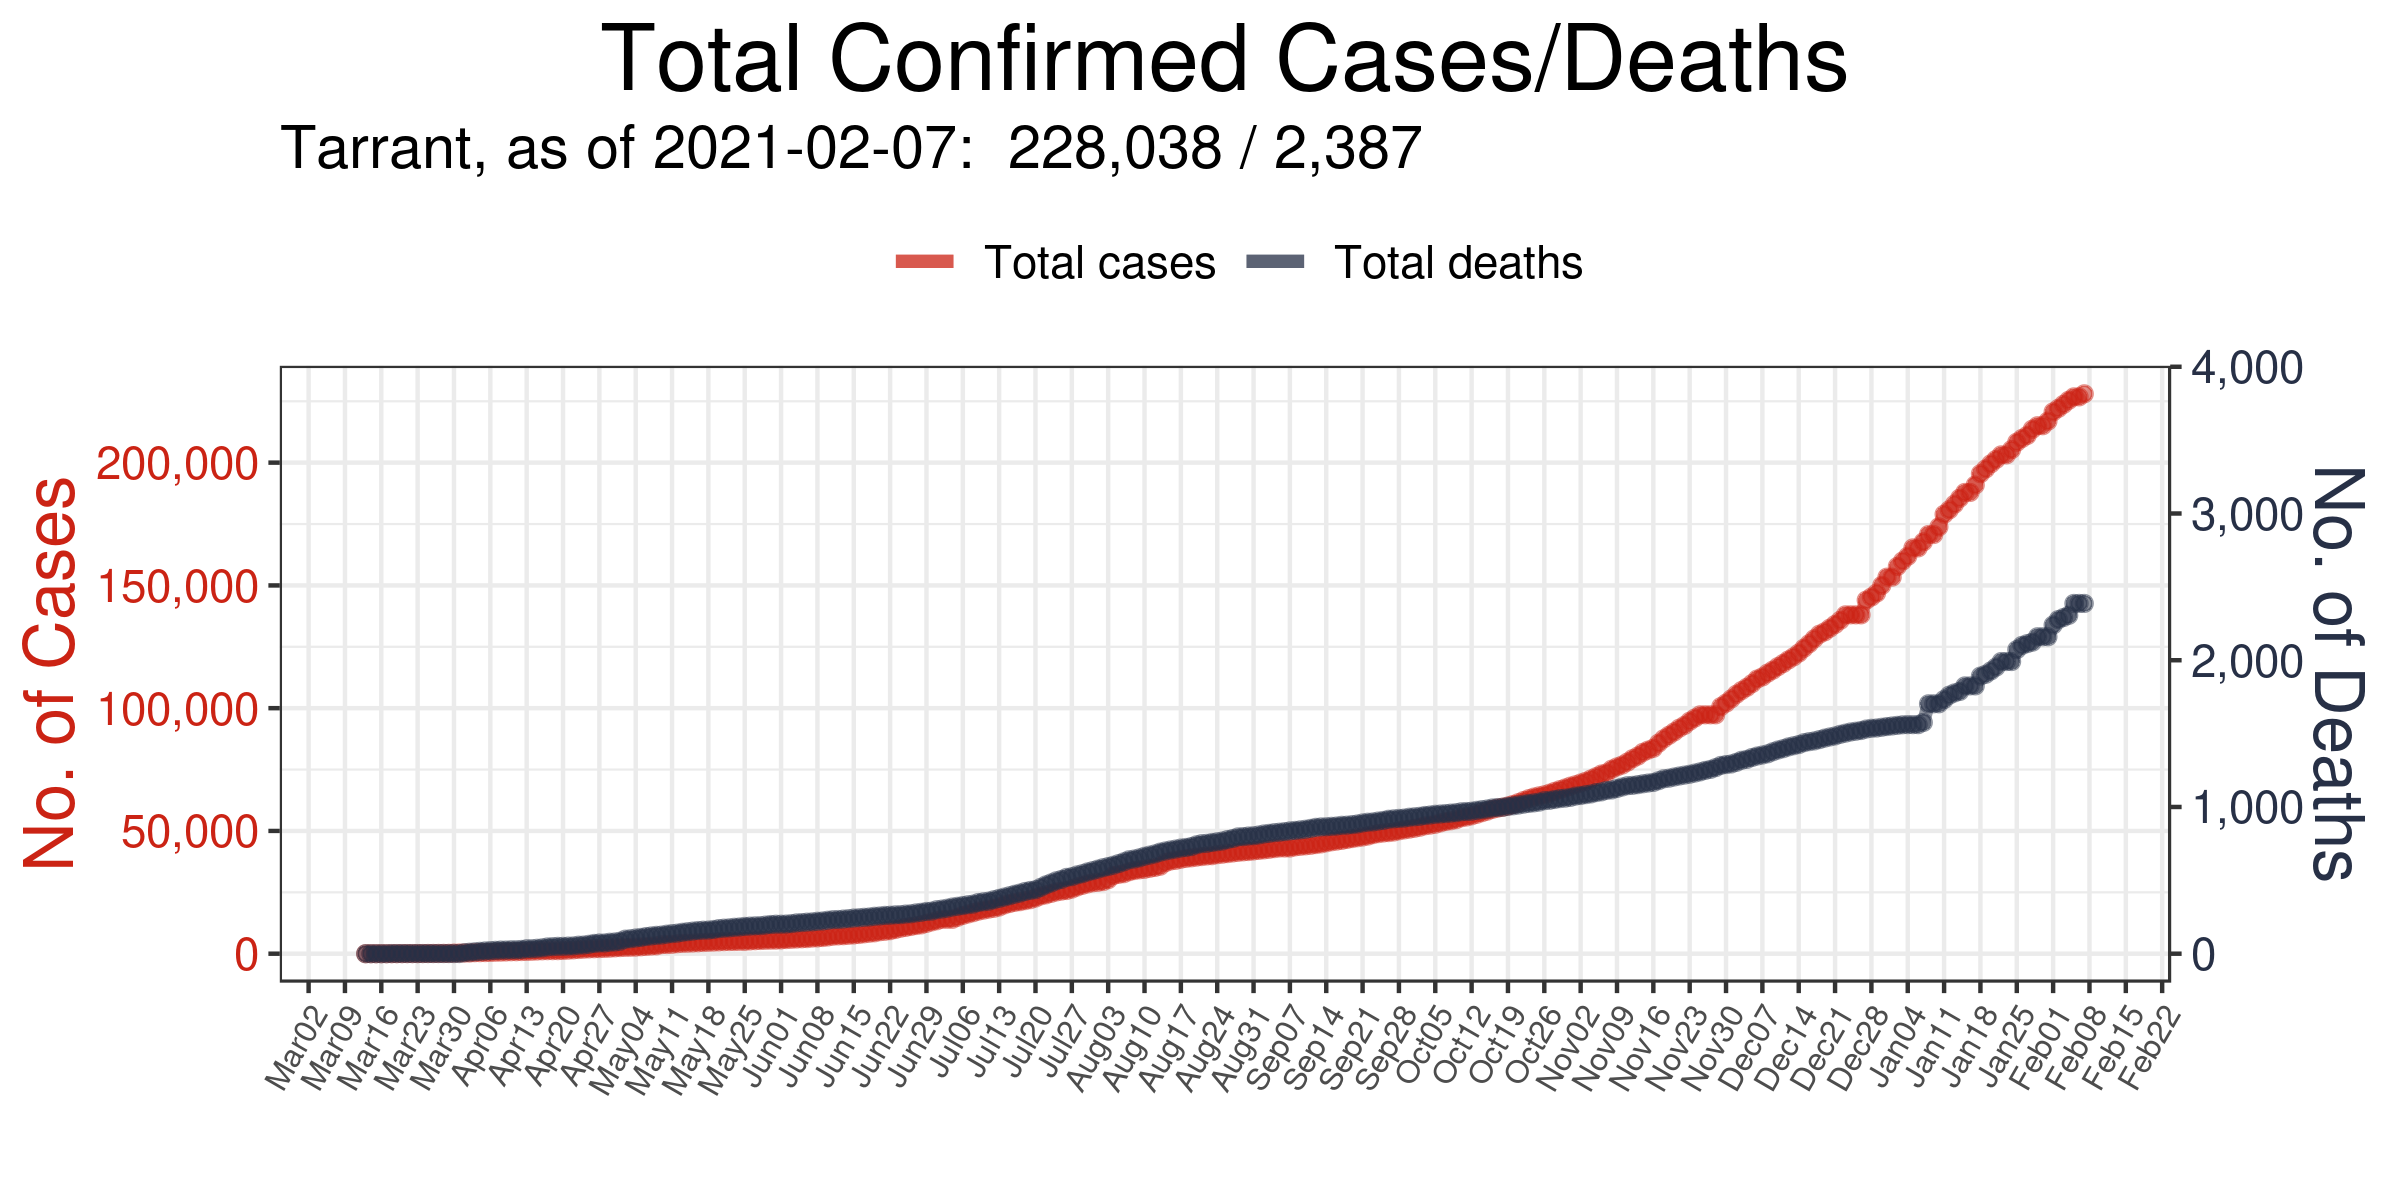 Total Confirmed Cases/Deaths
Tarrant, as of 2021-02-07:  228,038 / 2,387
Total cases
Total deaths
No. of Cases
200,000
150,000
100,000
50,000
0
4,000
3,000
2,000
1,000
0
No. of Deaths
Mar02
Mar09
Mar16
Mar23
Mar30
Apr06
Apr13
Apr20
Apr27
May04
May11
May18
May25
Jun01
Jun08
Jun15
Jun22
Jun29
Jul06
Jul13
Jul20
Jul27
Aug03
Aug10
Aug17
Aug24
Aug31
Sep07
Sep14
Sep21
Sep28
Oct05
Oct12
Oct19
Oct26
Nov02
Nov09
Nov16
Nov23
Nov30
Dec07
Dec14
Dec21
Dec28
Jan04
Jan11
Jan18
Jan25
Feb01
Feb08
Feb15
Feb22